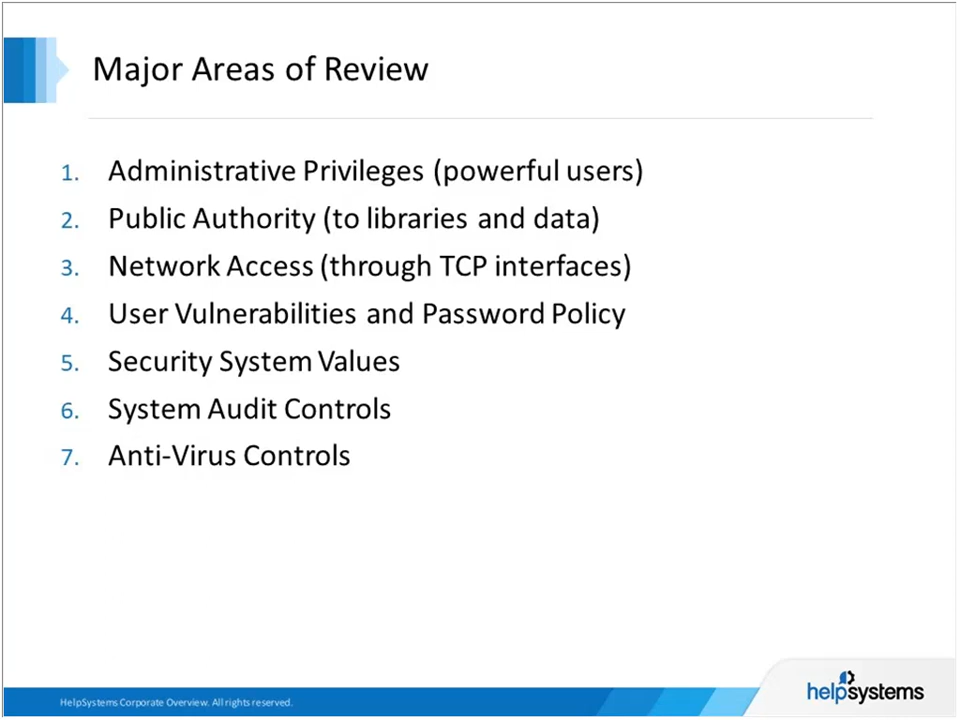 Major Areas of Review
1. Administrative Privileges (powerful users)
2. Public Authority (to libraries and data)
3. Network Access (through TCP interfaces)
4. User Vulnerabilities and Password Policy
5. Security System Values
6. System Audit Controls
7. Anti-Virus Controls
HelpSystems Corporate Overview. All rights reserved.
helpsystems